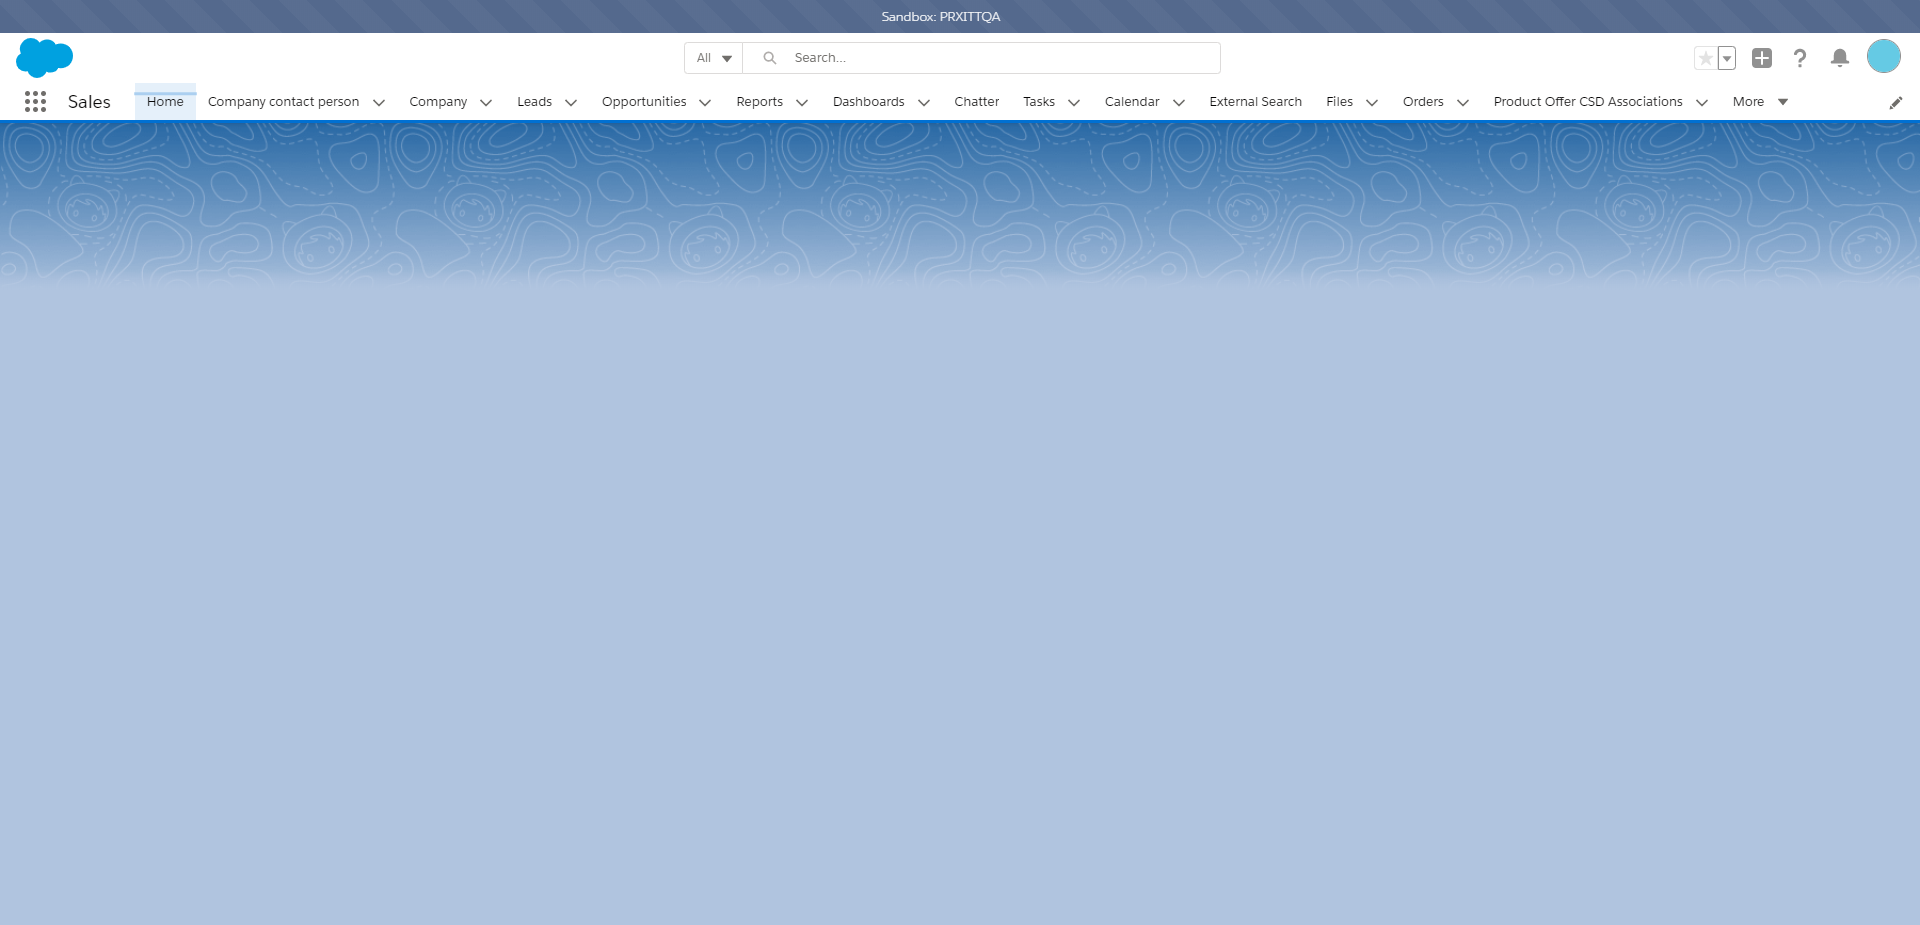 Sandbox: PRXITTQA
All Search...
Sales Home Company contact person Company Leads Opportunities Reports Dashboards Chatter Tasks Calendar External Search Files Orders Product Offer CSD Associations More